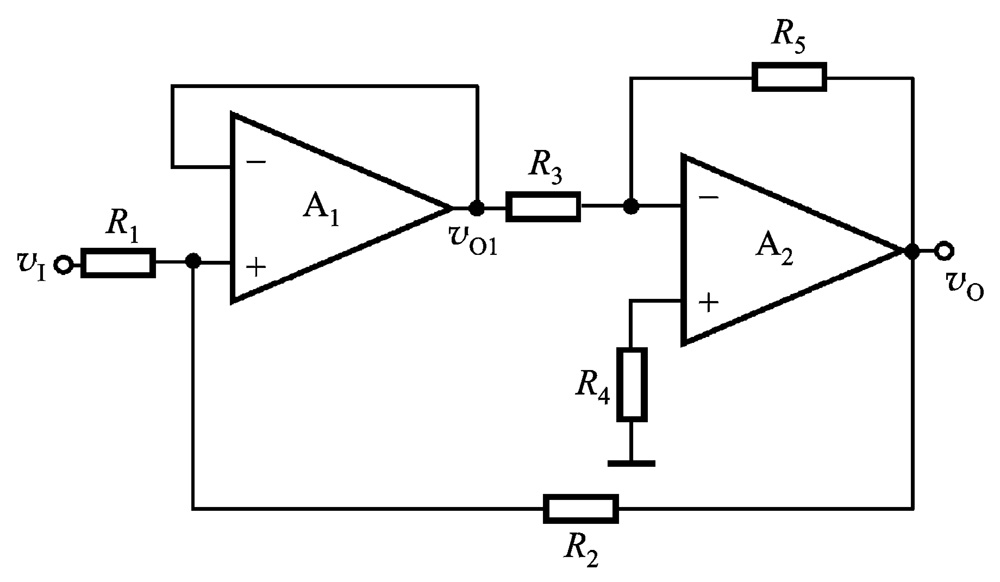 R5
−
A1
R3
vO1
−
R1
vI
+
A2
vO
+
R4
R2